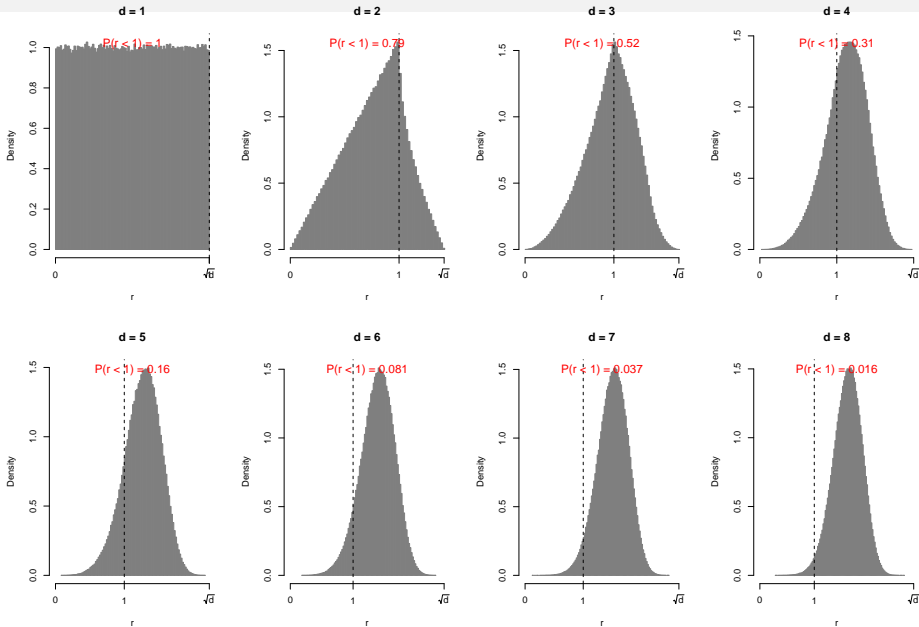 d = 1
P(r < 1) = 1
Density
0.0 0.2 0.4 0.6 0.8 1.0
0 √d
r
d = 2
P(r < 1) = 0.79
Density
0.0 0.5 1.0 1.5
0 1 √d
r
d = 3
P(r < 1) = 0.52
Density
0.0 0.5 1.0 1.5
0 1 √d
r
d = 4
P(r < 1) = 0.31
Density
0.0 0.5 1.0 1.5
0 1 √d
r
d = 5
P(r < 1) = 0.16
Density
0.0 0.5 1.0 1.5
0 1 √d
r
d = 6
P(r < 1) = 0.081
Density
0.0 0.5 1.0 1.5
0 1 √d
r
d = 7
P(r < 1) = 0.037
Density
0.0 0.5 1.0 1.5
0 1 √d
r
d = 8
P(r < 1) = 0.016
Density
0.0 0.5 1.0 1.5
0 1 √d
r